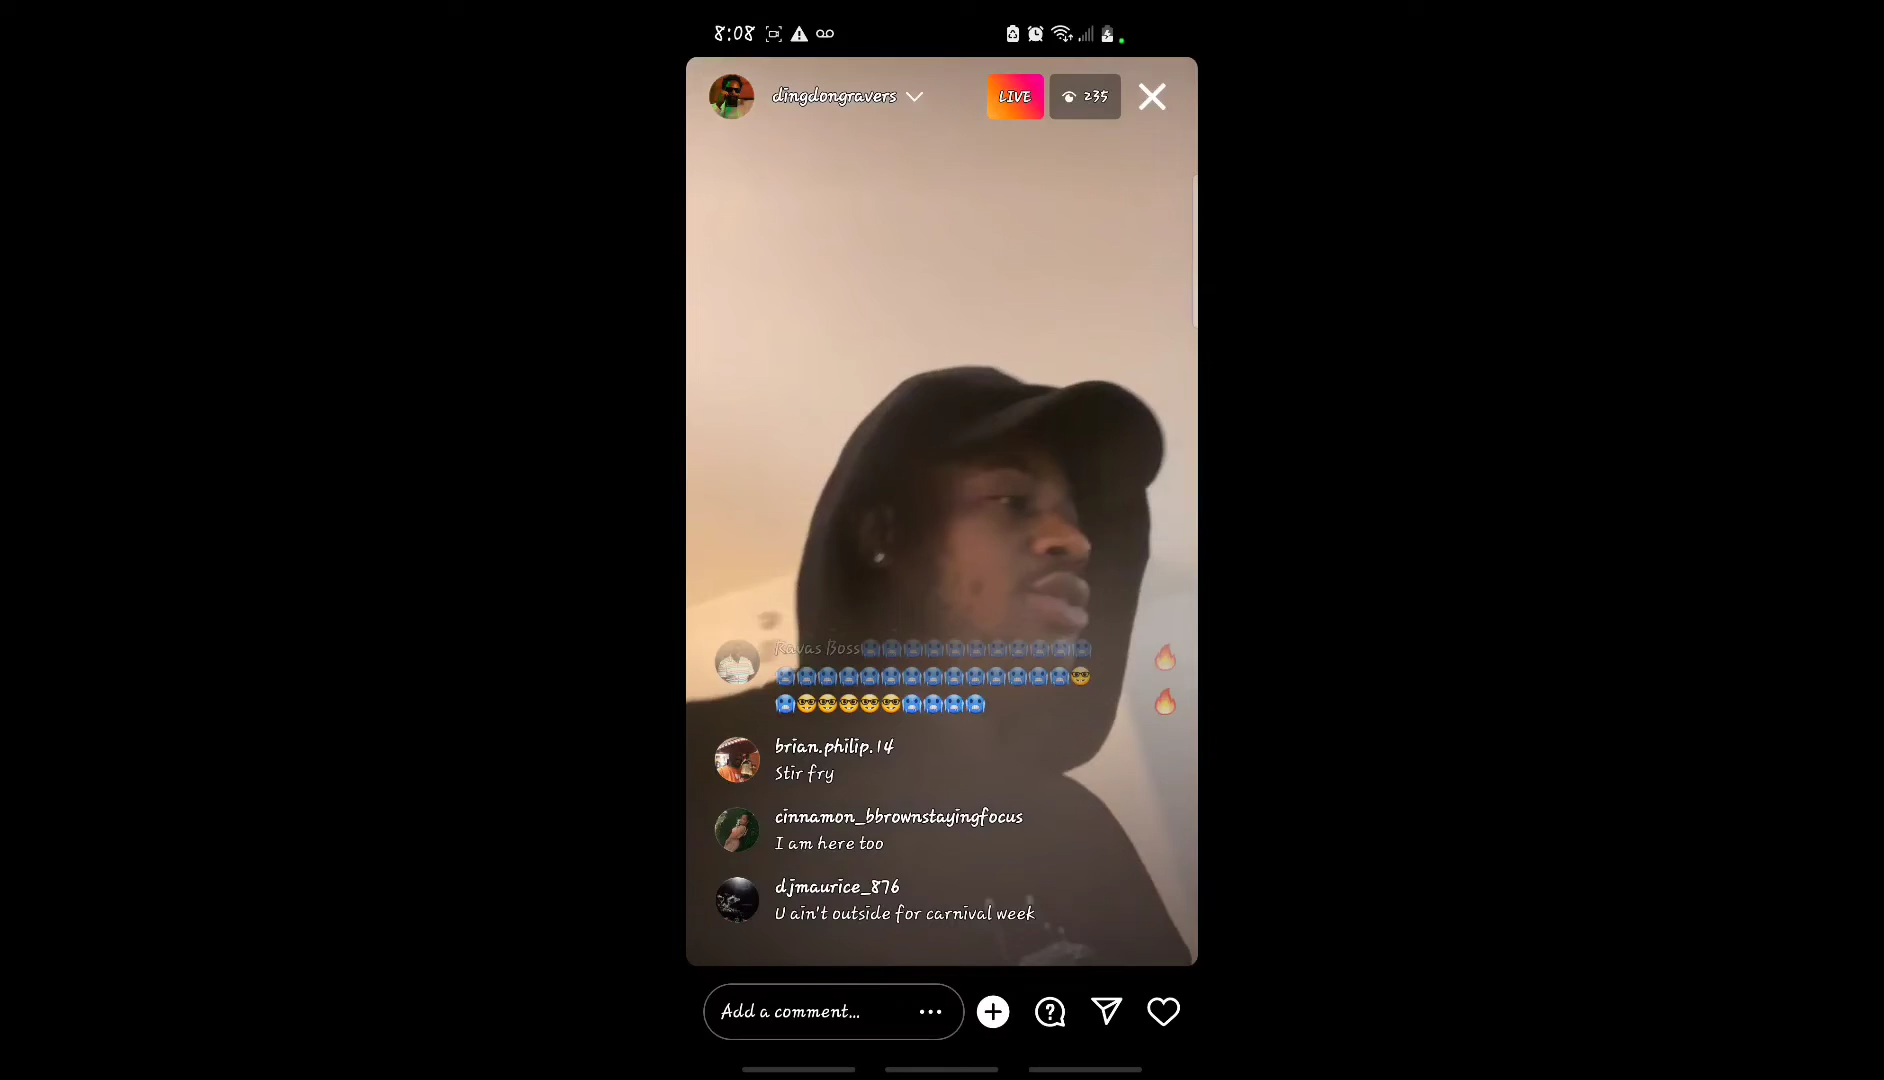 8:08
dingdongravers
LIVE
235
Ravas Boss🥶🥶🥶🥶🥶🥶🥶🥶🥶🥶🥶
🥶🥶🥶🥶🥶🥶🥶🥶🥶🥶🥶🥶🥶🥶🤓
🥶🤓🤓🤓🤓🤓🥶🥶🥶🥶
brian.philip.14
Stir fry
cinnamon_bbrownstayingfocus
I am here too
djmaurice_876
U ain't outside for carnival week
Add a comment...